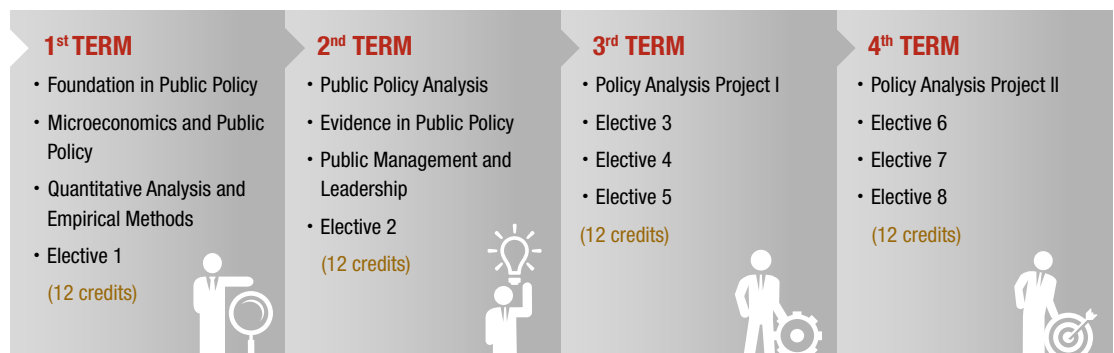 1st TERM
• Foundation in Public Policy
• Microeconomics and Public
Policy
• Quantitative Analysis and
Empirical Methods
• Elective 1
(12 credits)
2nd TERM
• Public Policy Analysis
• Evidence in Public Policy
• Public Management and
Leadership
• Elective 2
(12 credits)
3rd TERM
• Policy Analysis Project I
• Elective 3
• Elective 4
• Elective 5
(12 credits)
4th TERM
• Policy Analysis Project II
• Elective 6
• Elective 7
• Elective 8
(12 credits)